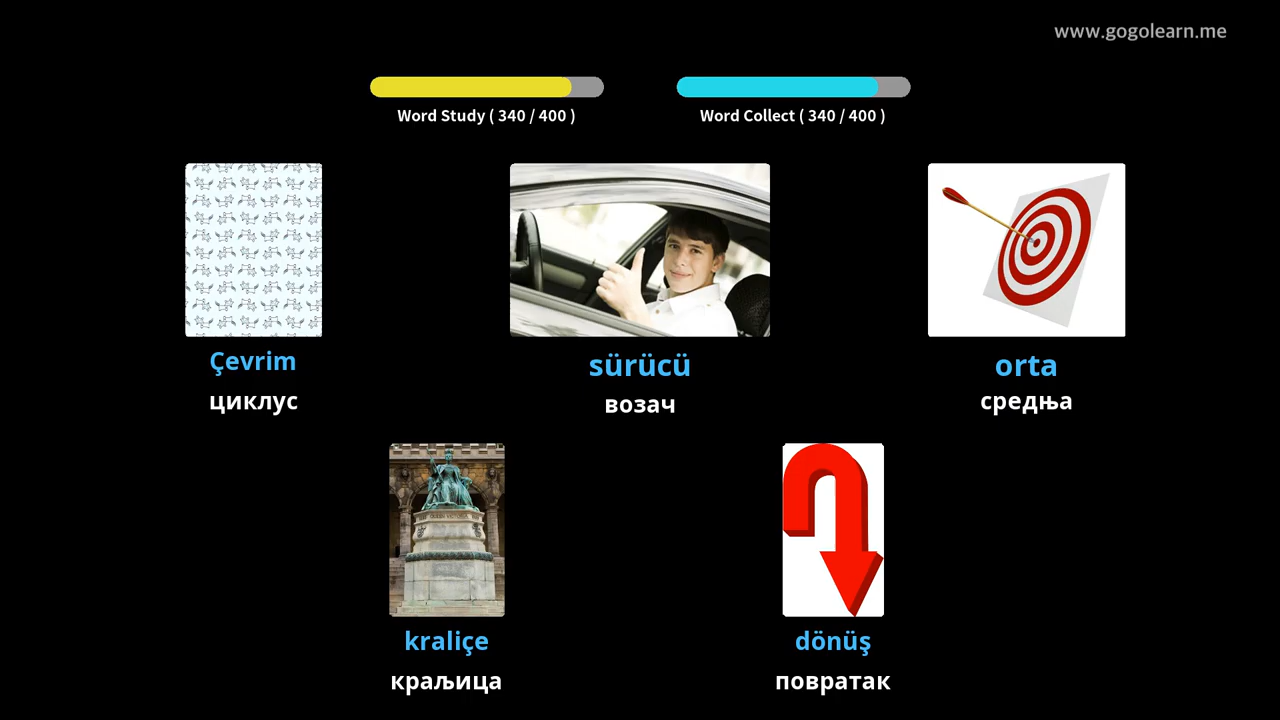 www.gogolearn.me
Word Study ( 340 / 400 )
Word Collect ( 340 / 400 )
Çevrim
циклус
sürücü
возач
orta
средња
kraliçe
краљица
dönüş
повратак